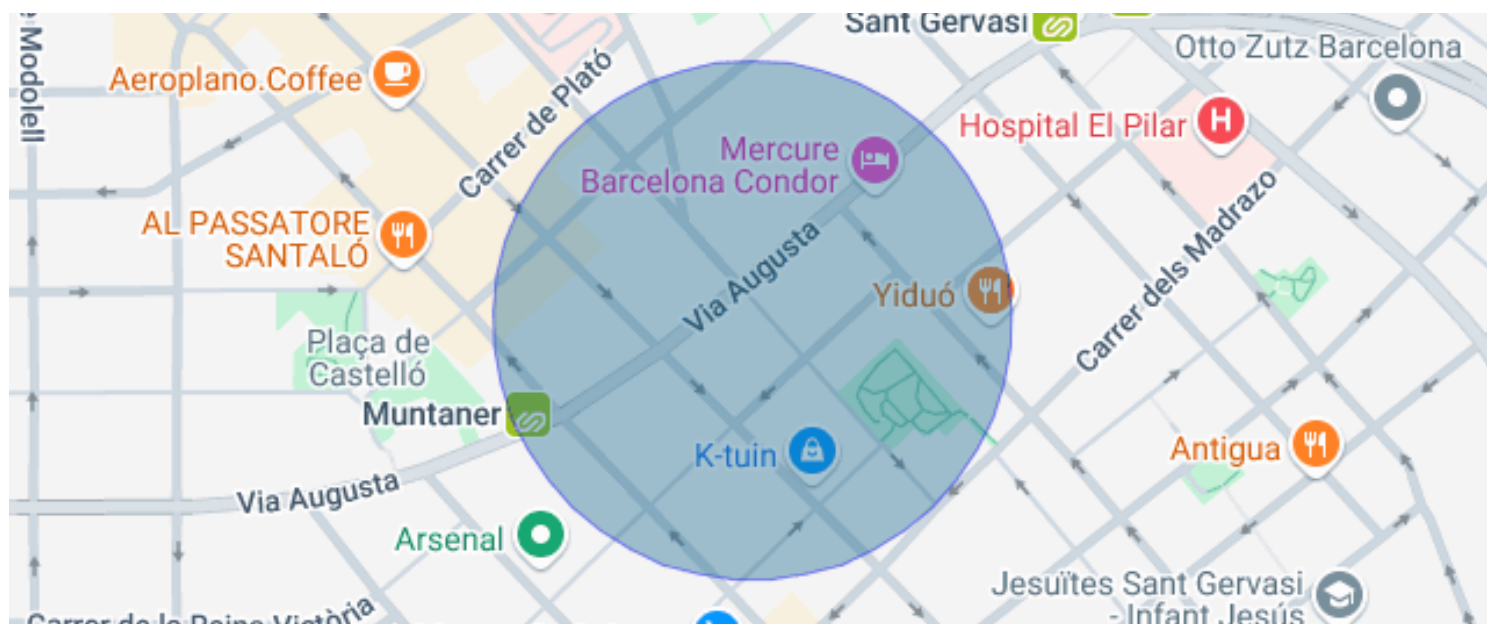 e Modolell
Sant Gervasi
Otto Zutz Barcelona
Aeroplano.Coffee
Carrer de Plató
Hospital El Pilar
Mercure
Barcelona Condor
AL PASSATORE
SANTALÓ
Via Augusta
Yiduó
Carrer dels Madrazo
Plaça de
Castelló
Muntaner
K-tuin
Antigua
Via Augusta
Arsenal
Jesuïtes Sant Gervasi
- Infant Jesús
Carrer de la Reina Victòria